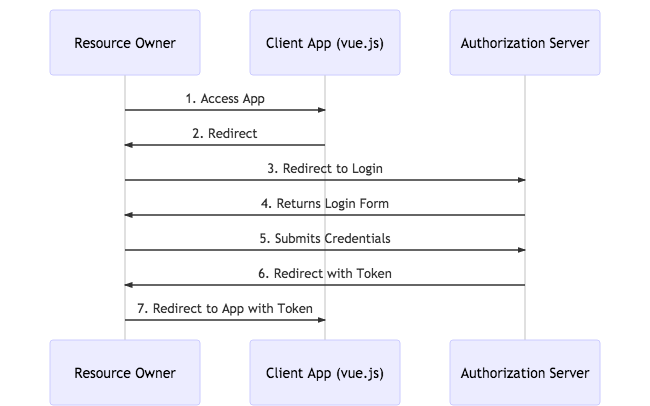 Resource Owner
Client App (vue.js)
Authorization Server
1. Access App
2. Redirect
3. Redirect to Login
4. Returns Login Form
5. Submits Credentials
6. Redirect with Token
7. Redirect to App with Token
Resource Owner
Client App (vue.js)
Authorization Server